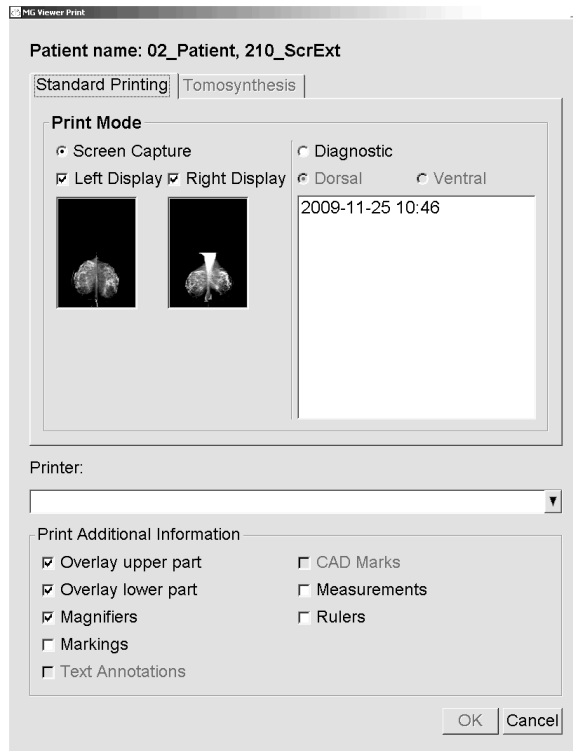 MG Viewer Print
Patient name: 02_Patient, 210_ScrExt
Standard Printing Tomosynthesis
Print Mode
Screen Capture Diagnostic
Left Display Right Display Dorsal Ventral
2009-11-25 10:46
Printer:
Print Additional Information
Overlay upper part CAD Marks
Overlay lower part Measurements
Magnifiers Rulers
Markings
Text Annotations
OK Cancel